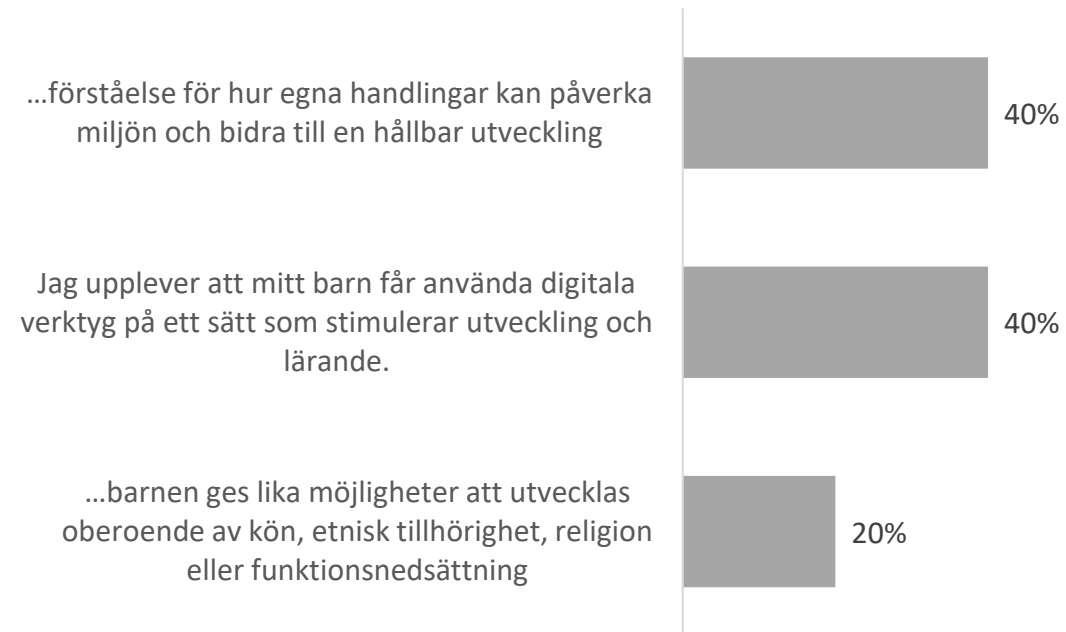 …förståelse för hur egna handlingar kan påverka
miljön och bidra till en hållbar utveckling
40%
Jag upplever att mitt barn får använda digitala
verktyg på ett sätt som stimulerar utveckling och
lärande.
40%
…barnen ges lika möjligheter att utvecklas
oberoende av kön, etnisk tillhörighet, religion
eller funktionsnedsättning
20%